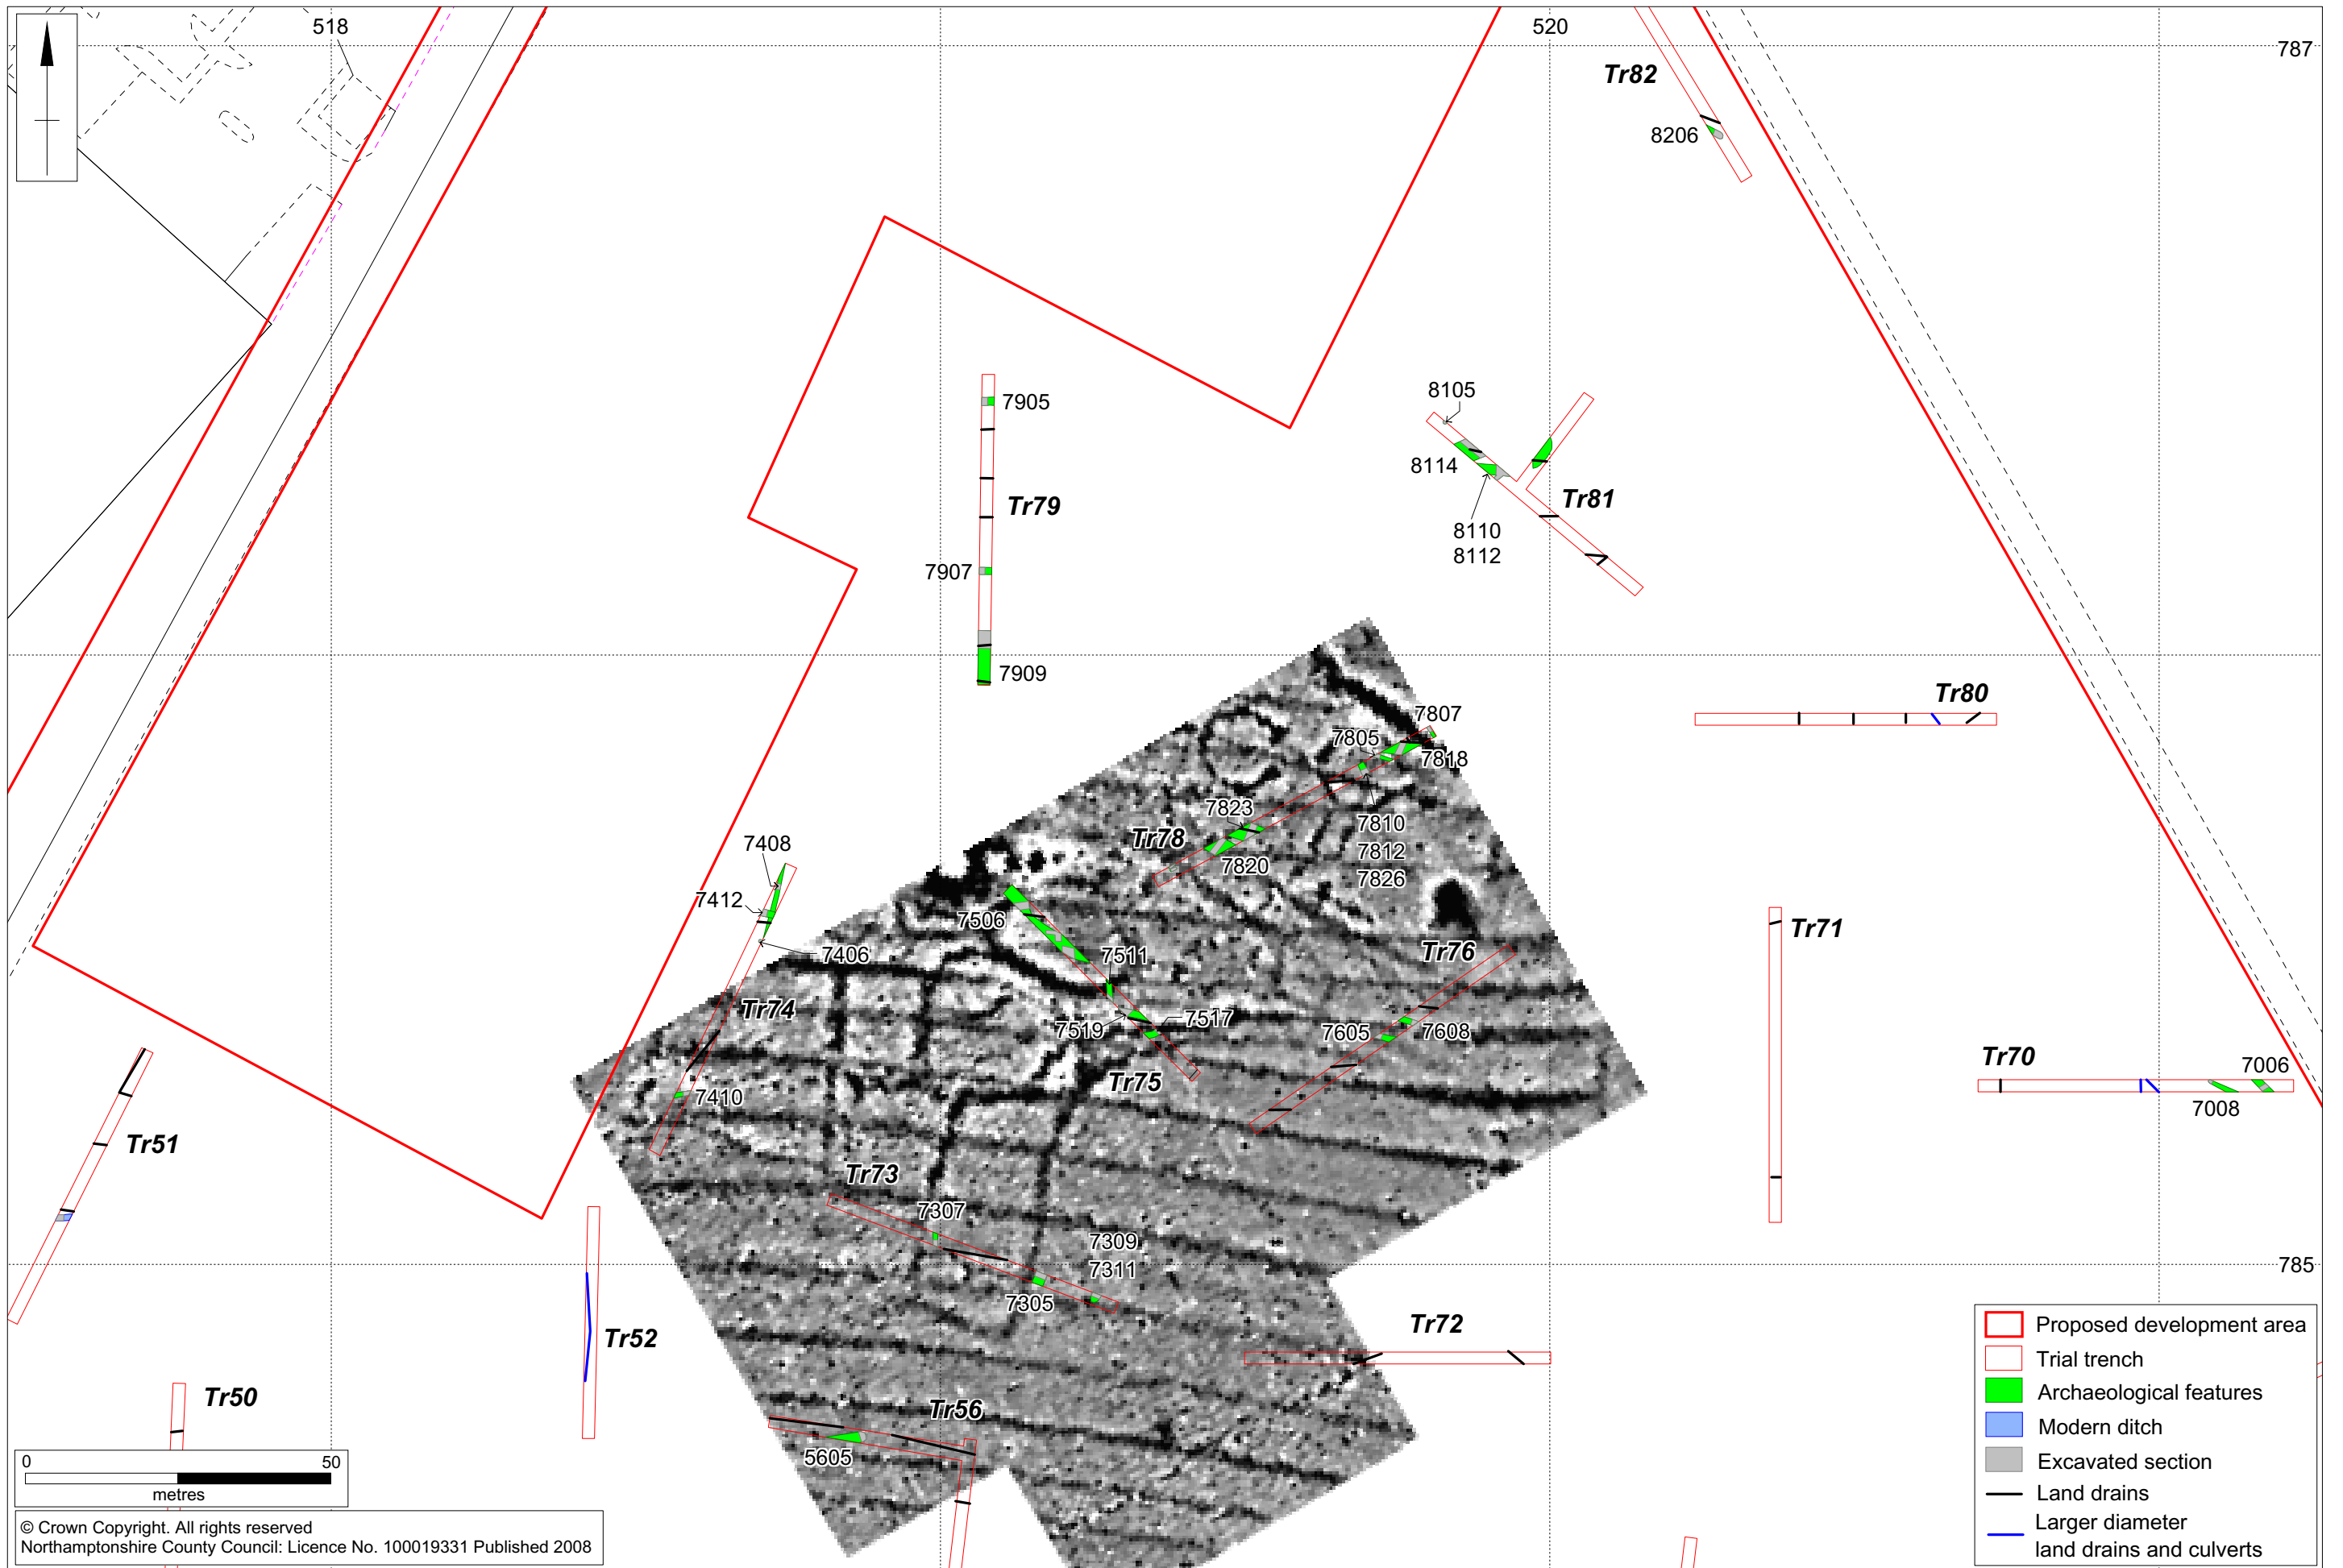 518
520
787
Tr82
8206
8105
7905
8114
Tr81
Tr79
8110
8112
7907
7909
Tr80
7807
7805
7818
7823
7810
Tr78
7812
7820
7826
7408
7412
7506
Tr71
7406
7511
Tr76
Tr74
7519
7517
7605
7608
Tr70
7006
Tr75
7410
7008
Tr51
Tr73
7307
7309
7311
785
7305
Tr52
Tr72
Tr50
Tr56
5605
0 50
metres
© Crown Copyright. All rights reserved
Northamptonshire County Council: Licence No. 100019331 Published 2008
Proposed development area
Trial trench
Archaeological features
Modern ditch
Excavated section
Land drains
Larger diameter
land drains and culverts